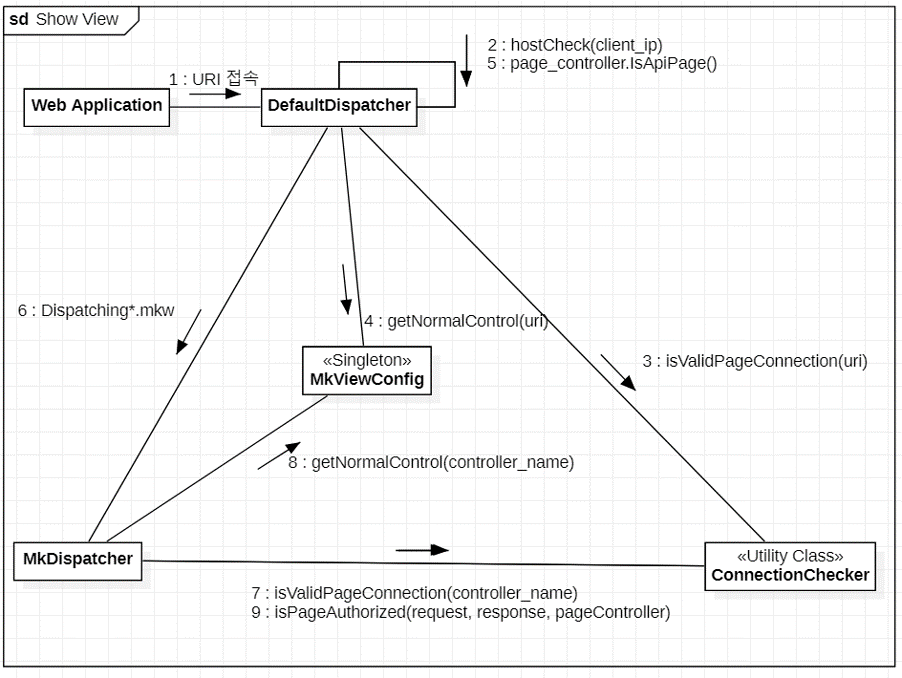 sd Show View
2 : hostCheck(client_ip)
5 : page_controller.IsApiPage()
1 : URI 접속
Web Application
DefaultDispatcher
6 : Dispatching*.mkw
4 : getNormalControl(uri)
«Singleton»
MkViewConfig
3 : isValidPageConnection(uri)
8 : getNormalControl(controller_name)
MkDispatcher
«Utility Class»
ConnectionChecker
7 : isValidPageConnection(controller_name)
9 : isPageAuthorized(request, response, pageController)